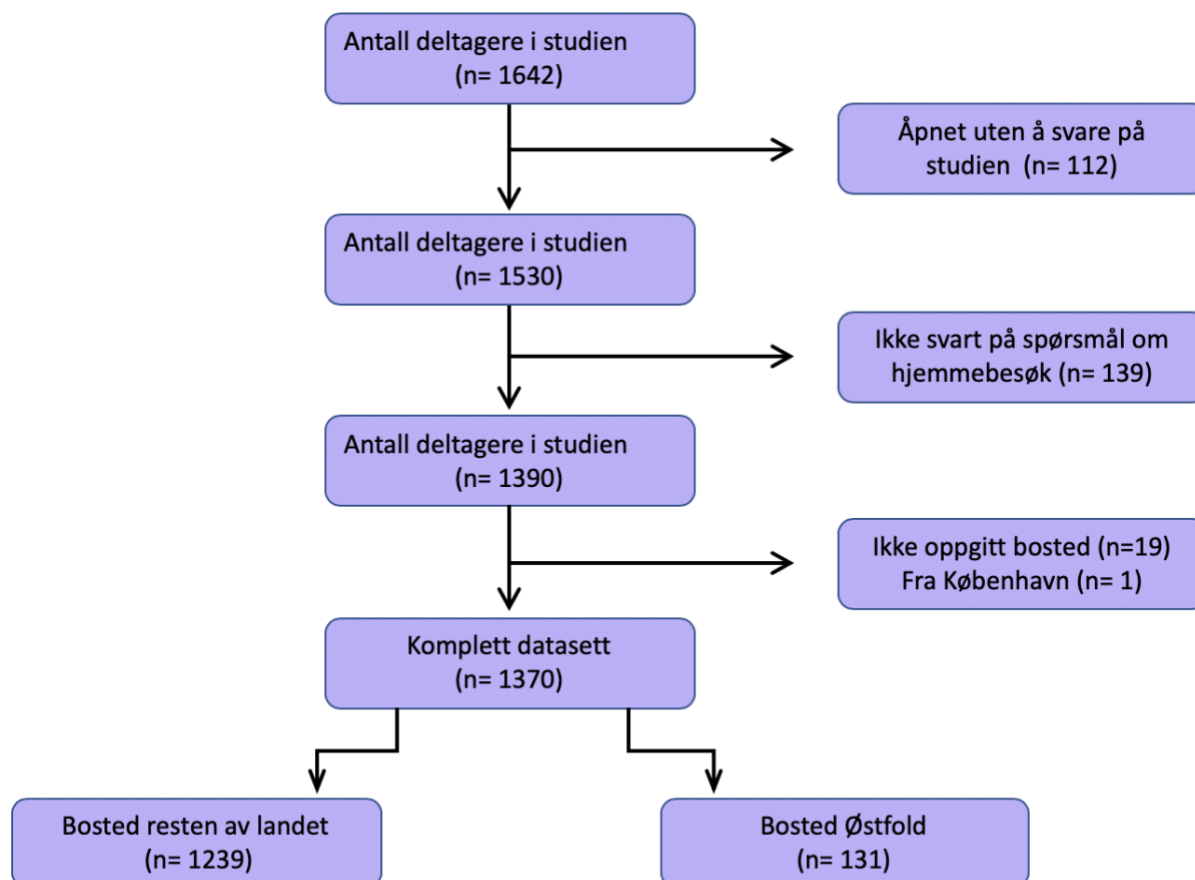 Antall deltagere i studien
(n= 1642)
Åpnet uten å svare på
studien (n= 112)
Antall deltagere i studien
(n= 1530)
Ikke svart på spørsmål om
hjemmebesøk (n= 139)
Antall deltagere i studien
(n= 1390)
Ikke oppgitt bosted (n=19)
Fra København (n= 1)
Komplett datasett
(n= 1370)
Bosted resten av landet
(n= 1239)
Bosted Østfold
(n= 131)